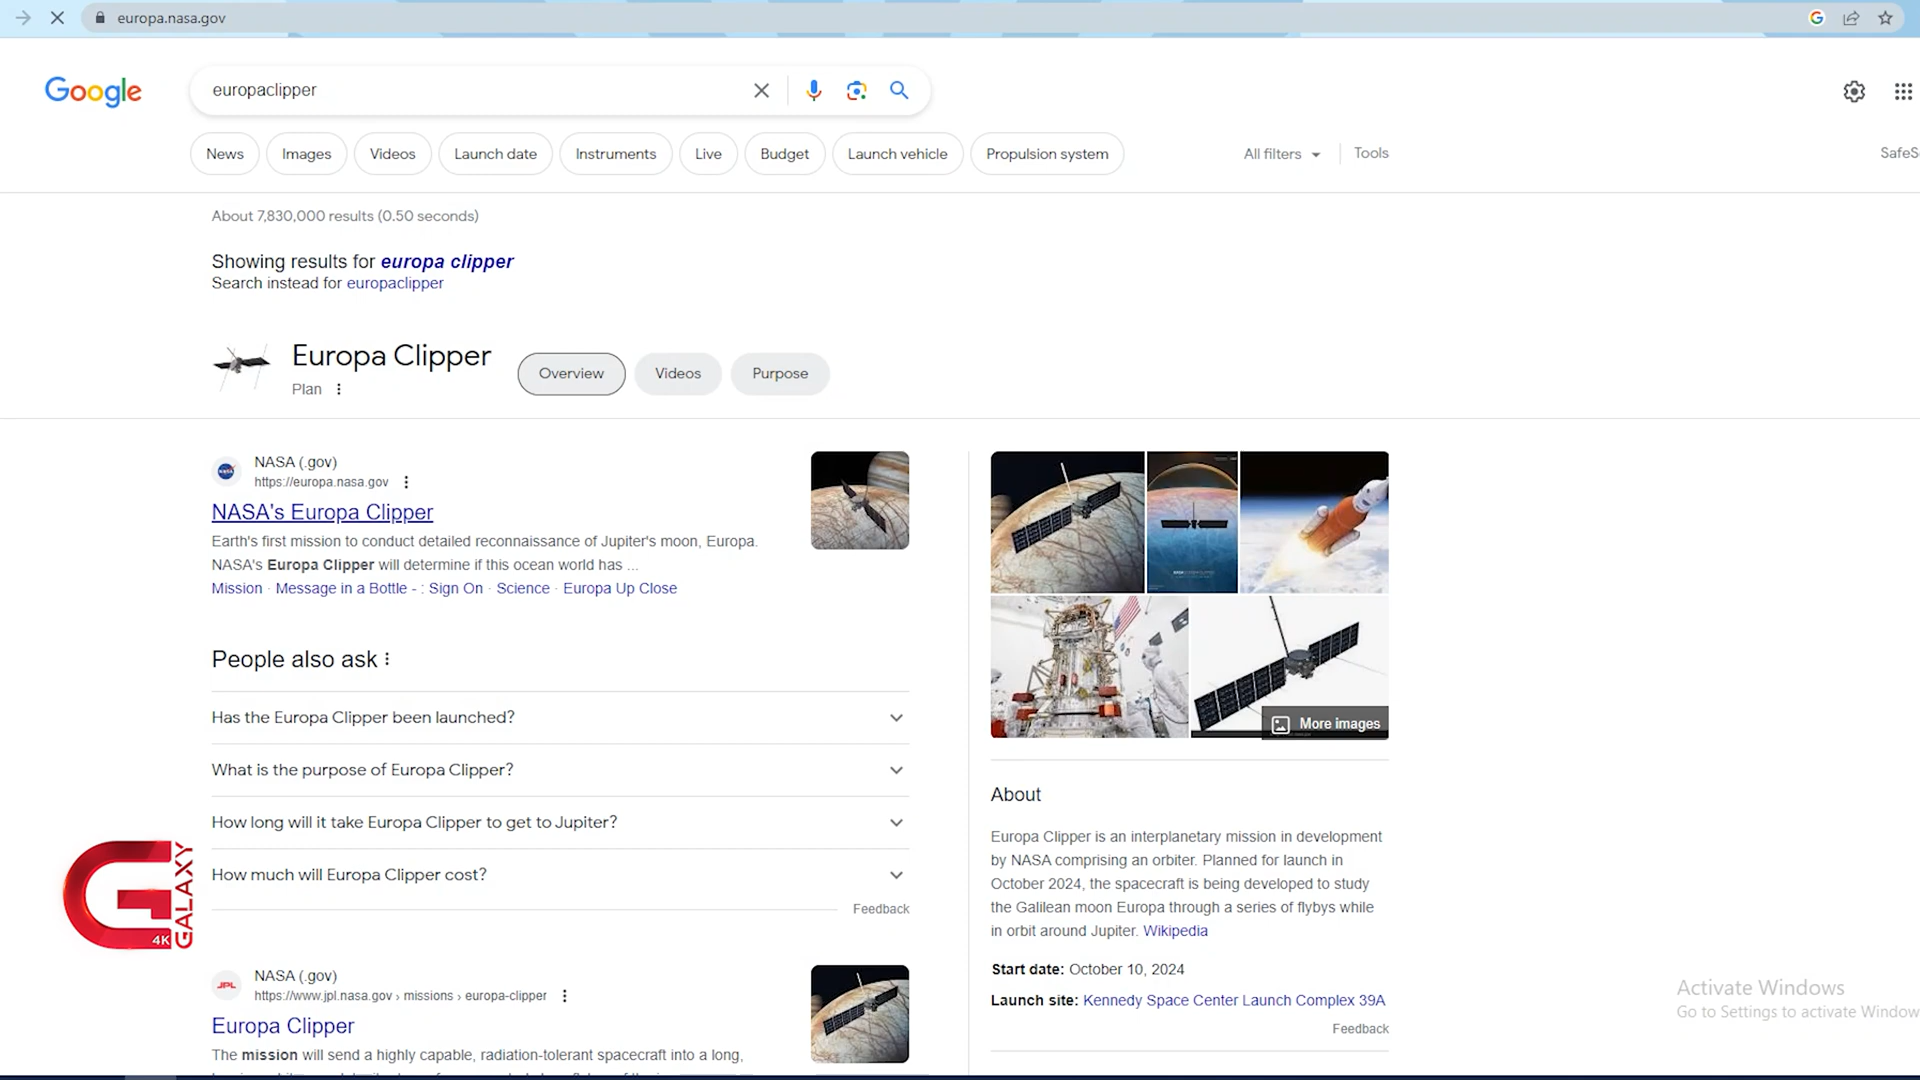 europa.nasa.gov
Google
europaclipper
News
Images
Videos
Launch date
Instruments
Live
Budget
Launch vehicle
Propulsion system
All filters
Tools
SafeS
About 7,830,000 results (0.50 seconds)
Showing results for europa clipper
Search instead for europaclipper
Europa Clipper
Plan
Overview
Videos
Purpose
NASA (.gov)
https://europa.nasa.gov
NASA's Europa Clipper
Earth's first mission to conduct detailed reconnaissance of Jupiter's moon, Europa.
NASA's Europa Clipper will determine if this ocean world has ...
Mission · Message in a Bottle - : Sign On · Science · Europa Up Close
People also ask
Has the Europa Clipper been launched?
What is the purpose of Europa Clipper?
How long will it take Europa Clipper to get to Jupiter?
How much will Europa Clipper cost?
Feedback
NASA (.gov)
JPL
https://www.jpl.nasa.gov › missions › europa-clipper
Europa Clipper
The mission will send a highly capable, radiation-tolerant spacecraft into a long,
More images
About
Europa Clipper is an interplanetary mission in development
by NASA comprising an orbiter. Planned for launch in
October 2024, the spacecraft is being developed to study
the Galilean moon Europa through a series of flybys while
in orbit around Jupiter. Wikipedia
Start date: October 10, 2024
Launch site: Kennedy Space Center Launch Complex 39A
Feedback
GALAXY
4K
Activate Windows
Go to Settings to activate Window